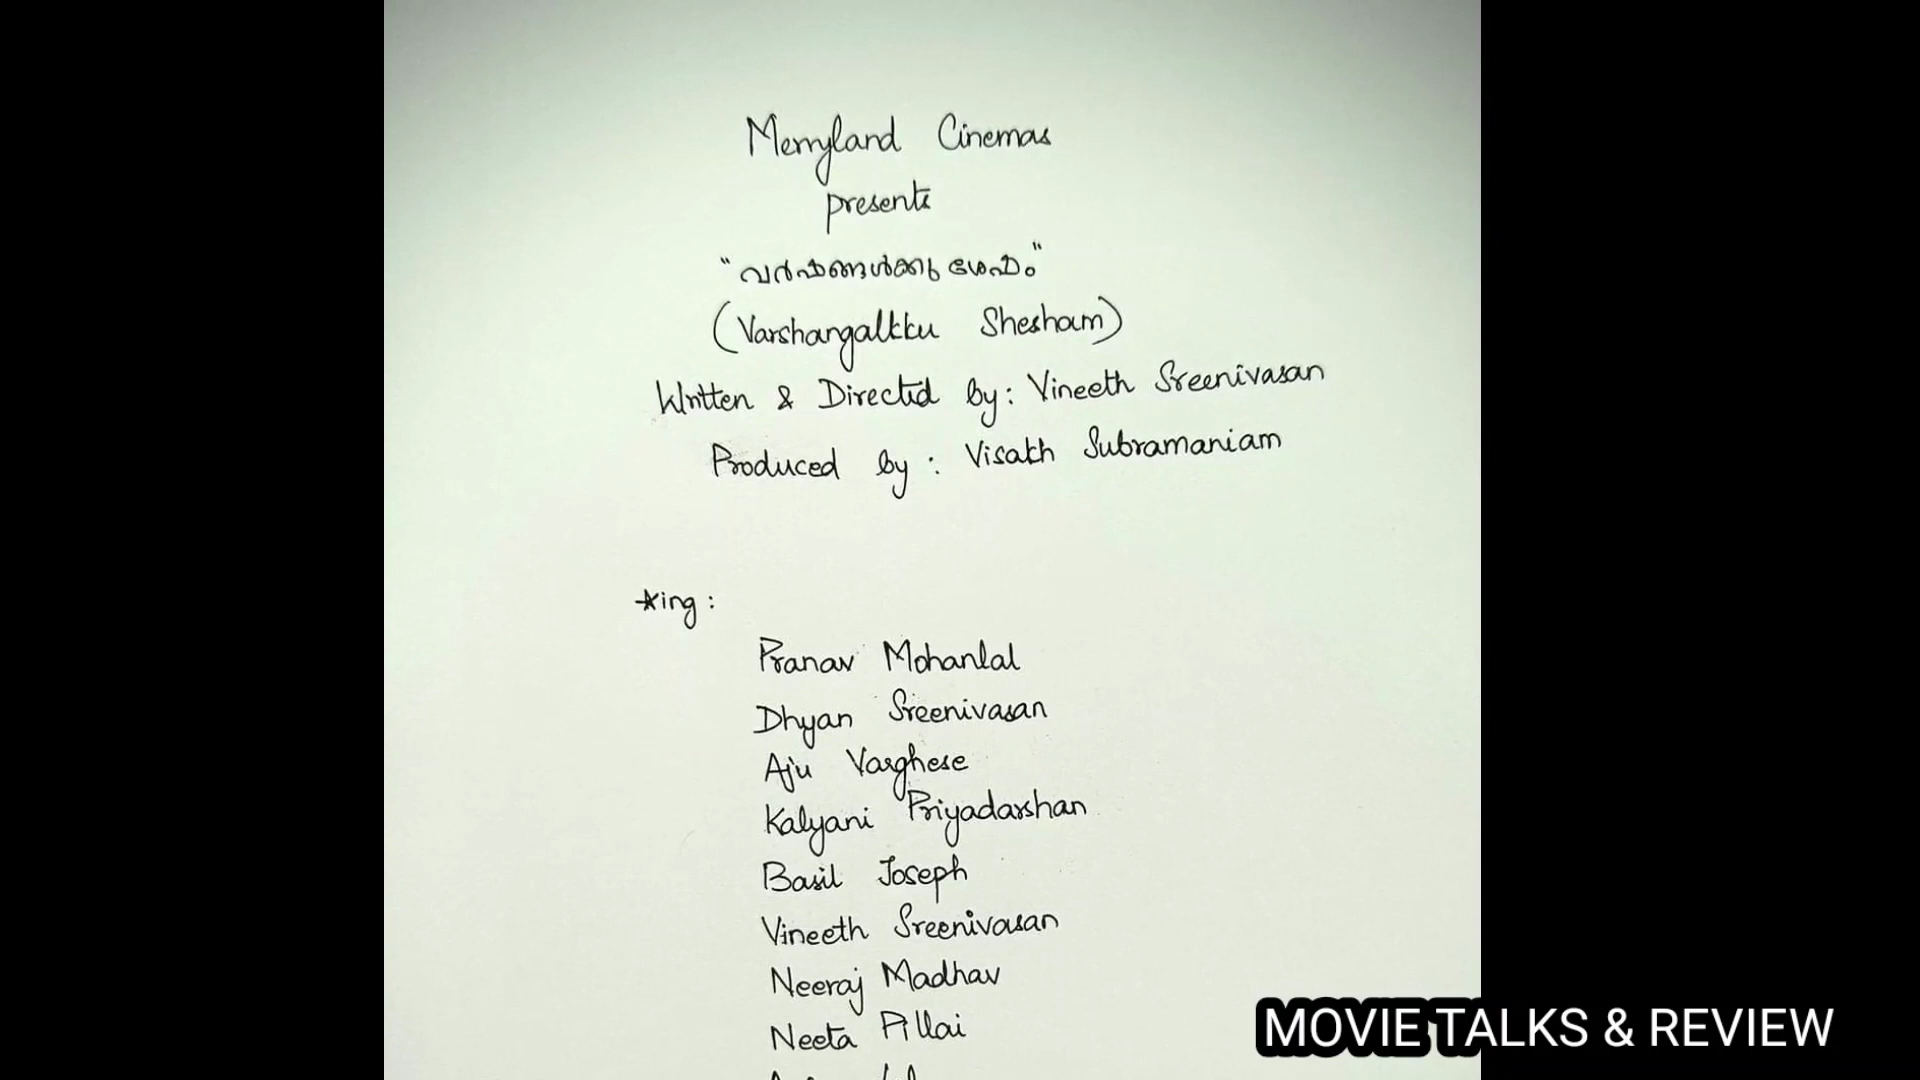 Merryland Cinemas
presents
"വർഷങ്ങൾക്കു ശേഷം"
(Varshangalkku Shesham)
Written & Directed by: Vineeth Sreenivasan
Produced by: Visakh Subramaniam
★ing:
Pranav Mohanlal
Dhyan Sreenivasan
Aju Varghese
Kalyani Priyadarshan
Basil Joseph
Vineeth Sreenivasan
Neeraj Madhav
Neeta Pillai
MOVIE TALKS & REVIEW